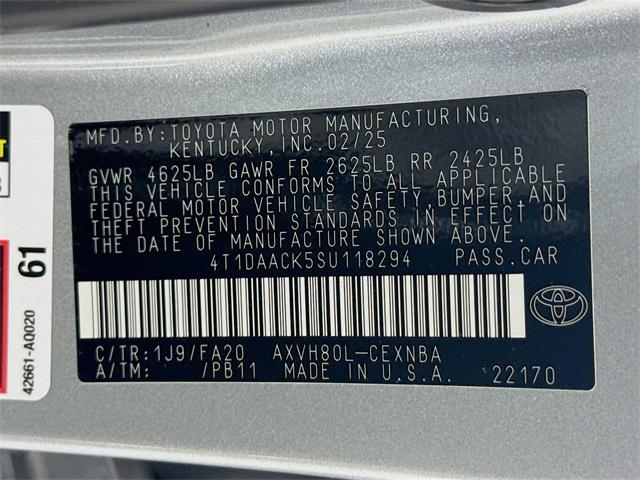 MFD.BY:TOYOTA MOTOR MANUFACTURING,
KENTUCKY,INC.02/25
GVWR 4625LB GAWR FR 2625LB RR 2425LB
THIS VEHICLE CONFORMS TO ALL APPLICABLE
FEDERAL MOTOR VEHICLE SAFETY,BUMPER,AND
THEFT PREVENTION STANDARDS IN EFFECT ON
THE DATE OF MANUFACTURE SHOWN ABOVE.
4T1DAACK5SU118294 PASS.CAR
C/TR:1J9/FA20 AXVH80L-CEXNBA
A/TM: /PB11 MADE IN U.S.A. 22170
61
42661-A0020